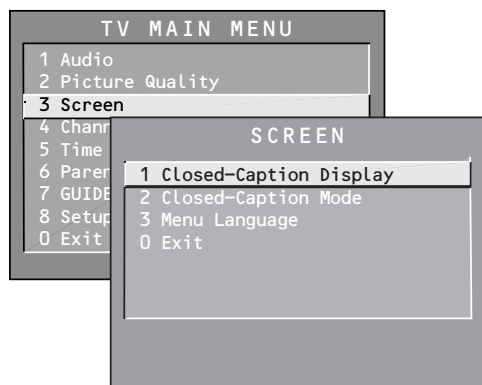 TV MAIN MENU
1 Audio
2 Picture Quality
3 Screen
4 Chann
5 Time
6 Paren
7 GUIDE
8 Setup
0 Exit
SCREEN
1 Closed-Caption Display
2 Closed-Caption Mode
3 Menu Language
0 Exit